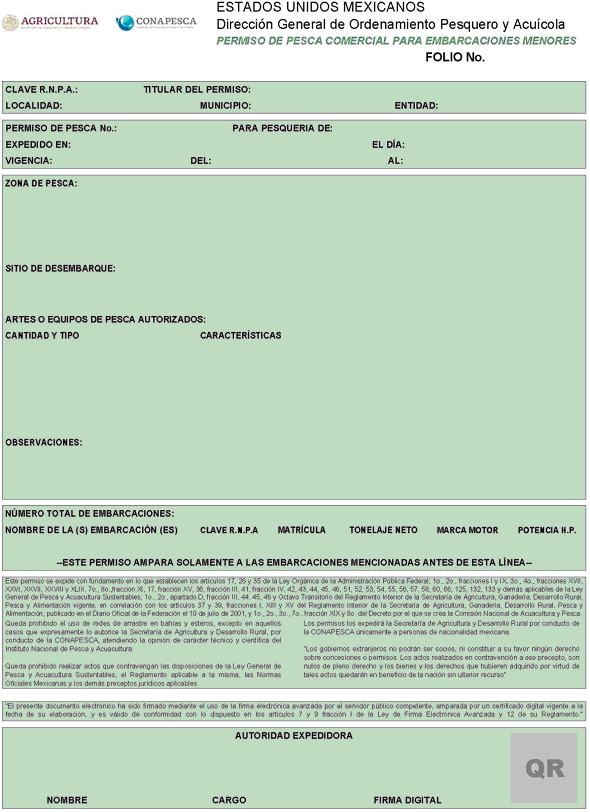 ESTADOS UNIDOS MEXICANOS
AGRICULTURA
CONAPESCA
Dirección General de Ordenamiento Pesquero y Acuícola
PERMISO DE PESCA COMERCIAL PARA EMBARCACIONES MENORES
FOLIO No.
CLAVE R.N.P.A.: TITULAR DEL PERMISO:
LOCALIDAD: MUNICIPIO: ENTIDAD:
PERMISO DE PESCA No.: PARA PESQUERIA DE:
EXPEDIDO EN: EL DÍA:
VIGENCIA: DEL: AL:
ZONA DE PESCA:
SITIO DE DESEMBARQUE:
ARTES O EQUIPOS DE PESCA AUTORIZADOS:
CANTIDAD Y TIPO CARACTERÍSTICAS
OBSERVACIONES:
NÚMERO TOTAL DE EMBARCACIONES:
NOMBRE DE LA (S) EMBARCACIÓN (ES) CLAVE R.N.P.A MATRÍCULA TONELAJE NETO MARCA MOTOR POTENCIA H.P.
--ESTE PERMISO AMPARA SOLAMENTE A LAS EMBARCACIONES MENCIONADAS ANTES DE ESTA LÍNEA--
Este permiso se expide con fundamento en lo que establecen los artículos 17, 26 y 35 de la Ley Orgánica de la Administración Pública Federal; 1o., 2o., fracciones I y IX, 3o., 4o., fracciones XVII,
XXVI, XXVII, XXVIII y XLIII, 7o., 8o.,fracción XI, 17, fracción XV, 36, fracción III, 41, fracción IV, 42, 43, 44, 45, 46, 51, 52, 53, 54, 55, 56, 57, 58, 60, 66, 125, 132, 133 y demás aplicables de la Ley
General de Pesca y Acuacultura Sustentables; 1o., 2o., apartado D, fracción III, 44, 45, 46 y Octavo Transitorio del Reglamento Interior de la Secretaría de Agricultura, Ganadería, Desarrollo Rural,
Pesca y Alimentación vigente, en correlación con los artículos 37 y 39, fracciones I, XIII y XV del Reglamento Interior de la Secretaría de Agricultura, Ganadería, Desarrollo Rural, Pesca y
Alimentación, publicado en el Diario Oficial de la Federación el 10 de julio de 2001, y 1o., 2o., 3o., 7o., fracción XIX y 8o. del Decreto por el que se crea la Comisión Nacional de Acuacultura y Pesca.
Queda prohibido el uso de redes de arrastre en bahías y esteros, excepto en aquellos
casos que expresamente lo autorice la Secretaría de Agricultura y Desarrollo Rural, por
conducto de la CONAPESCA, atendiendo la opinión de carácter técnico y científica del
Instituto Nacional de Pesca y Acuacultura.
Queda prohibido realizar actos que contravengan las disposiciones de la Ley General de
Pesca y Acuacultura Sustentables, el Reglamento aplicable a la misma, las Normas
Oficiales Mexicanas y los demás preceptos jurídicos aplicables.
Los permisos los expedirá la Secretaría de Agricultura y Desarrollo Rural por conducto de
la CONAPESCA únicamente a personas de nacionalidad mexicana.
"Los gobiernos extranjeros no podrán ser socios, ni constituir a su favor ningún derecho
sobre concesiones o permisos. Los actos realizados en contravención a ese precepto, son
nulos de pleno derecho y los bienes y los derechos que hubieren adquirido por virtud de
tales actos quedarán en beneficio de la nación sin ulterior recurso"
"El presente documento electrónico ha sido firmado mediante el uso de la firma electrónica avanzada por el servidor público competente, amparada por un certificado digital vigente a la
fecha de su elaboración, y es válido de conformidad con lo dispuesto en los artículos 7 y 9 fracción I de la Ley de Firma Electrónica Avanzada y 12 de su Reglamento."
AUTORIDAD EXPEDIDORA
QR
NOMBRE CARGO FIRMA DIGITAL